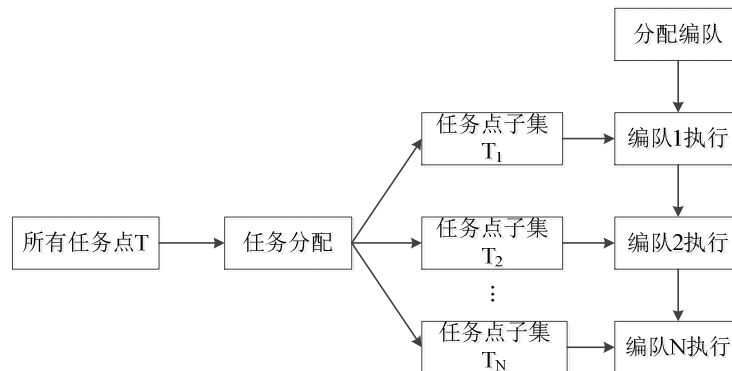 分配编队
任务点子集
T₁
编队1执行
所有任务点T
任务分配
任务点子集
T₂
编队2执行
⋮
任务点子集
T_N
编队N执行